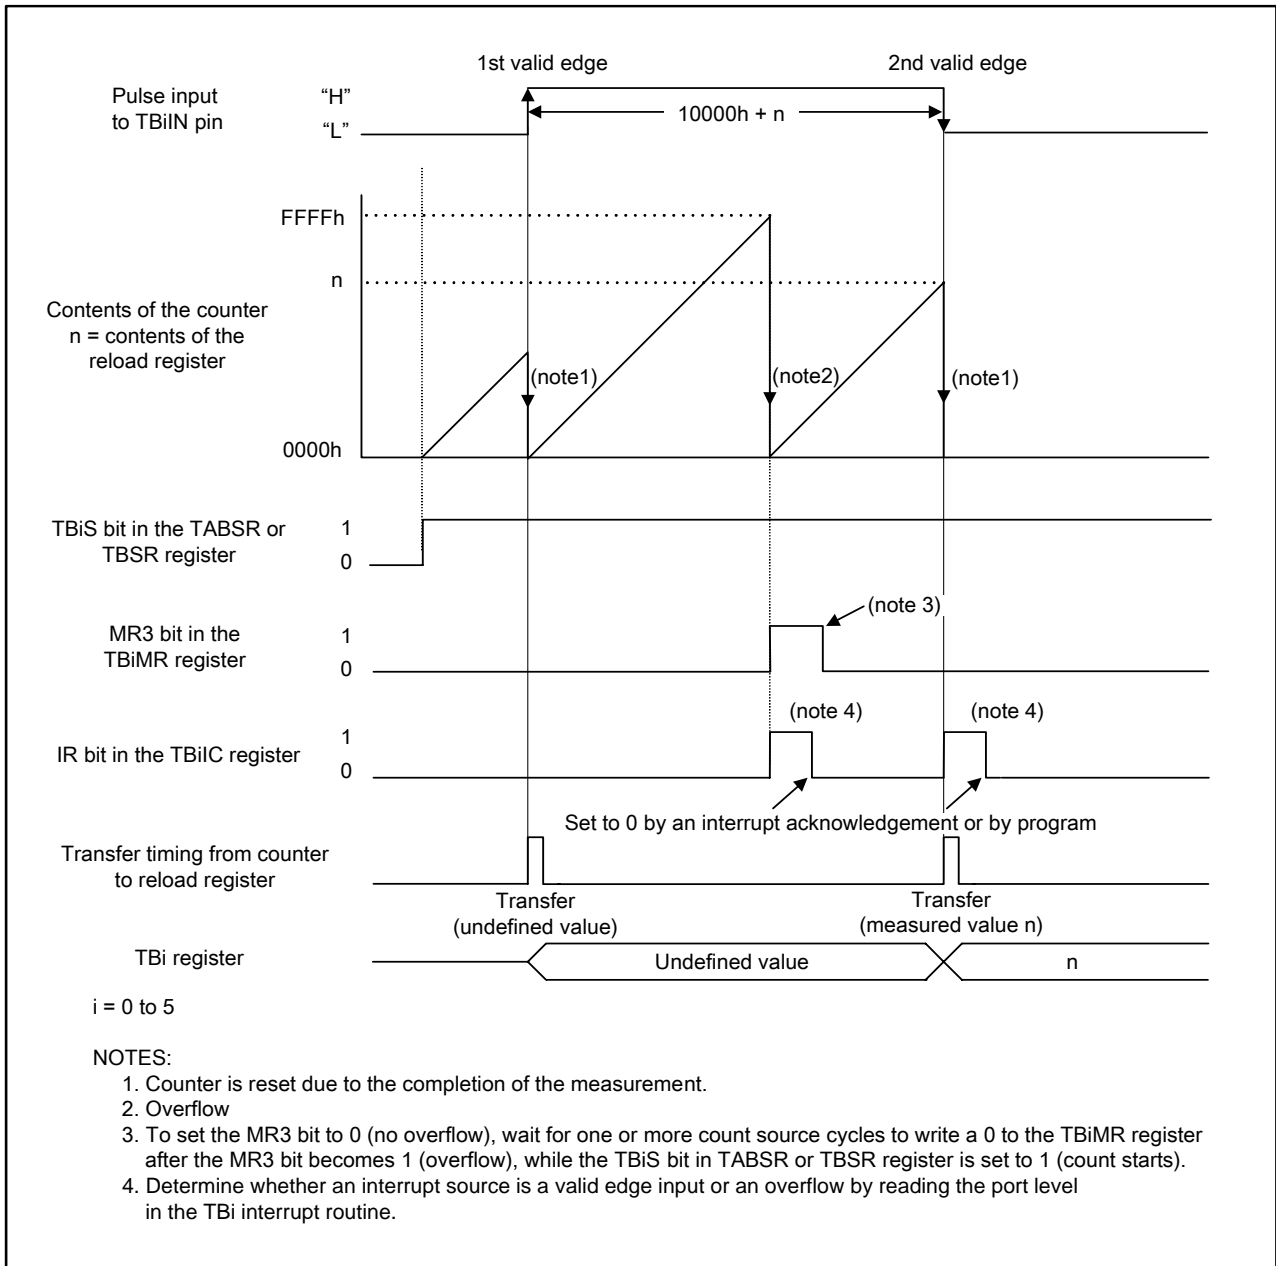 1st valid edge
2nd valid edge
Pulse input
to TBiIN pin
“H”
“L”
10000h + n
FFFFh
n
Contents of the counter
n = contents of the
reload register
(note1)
(note2)
(note1)
0000h
TBiS bit in the TABSR or
TBSR register
1
0
(note 3)
MR3 bit in the
TBiMR register
1
0
(note 4)
(note 4)
IR bit in the TBiIC register
1
0
Set to 0 by an interrupt acknowledgement or by program
Transfer timing from counter
to reload register
Transfer
(undefined value)
Transfer
(measured value n)
TBi register
Undefined value
n
i = 0 to 5
NOTES:
1. Counter is reset due to the completion of the measurement.
2. Overflow
3. To set the MR3 bit to 0 (no overflow), wait for one or more count source cycles to write a 0 to the TBiMR register
after the MR3 bit becomes 1 (overflow), while the TBiS bit in TABSR or TBSR register is set to 1 (count starts).
4. Determine whether an interrupt source is a valid edge input or an overflow by reading the port level
in the TBi interrupt routine.